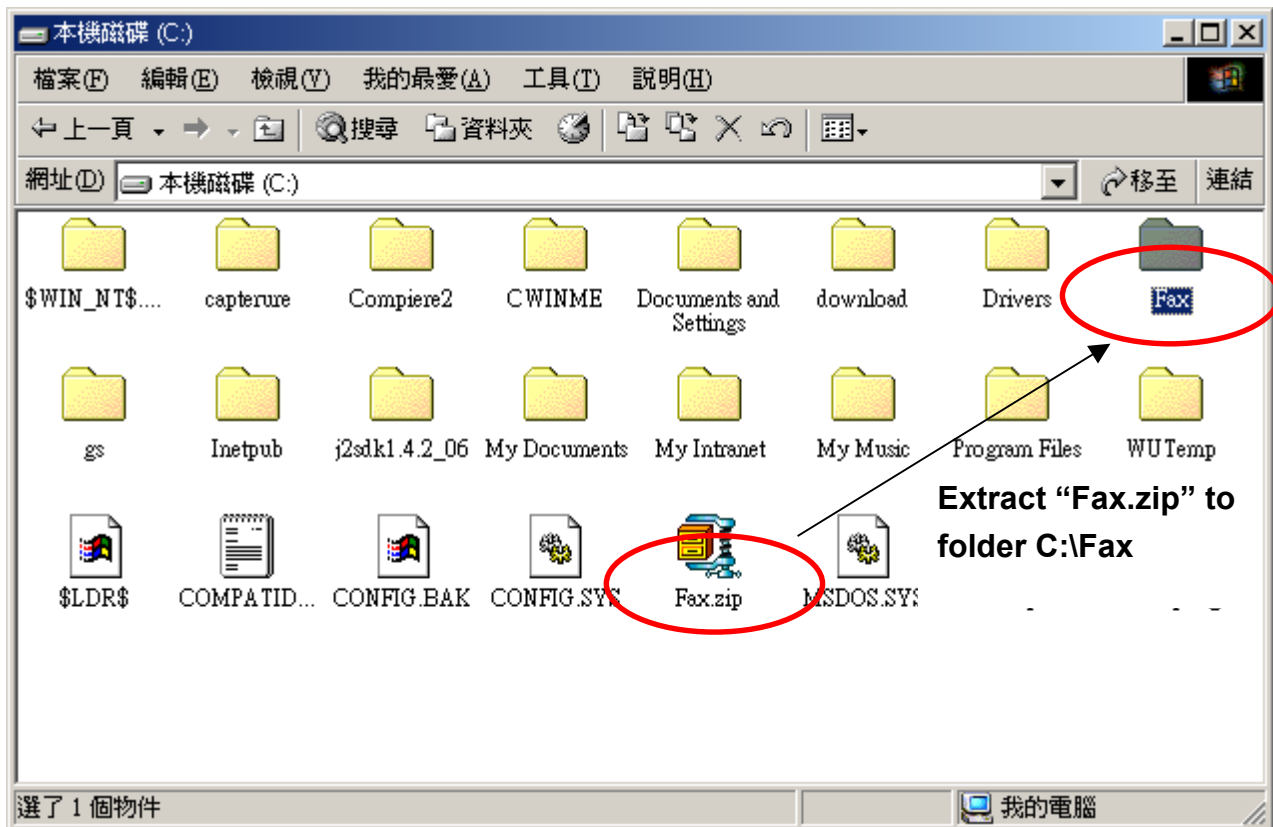 本機磁碟 (C:)
檔案(F) 編輯(E) 檢視(V) 我的最愛(A) 工具(T) 說明(H)
上一頁 搜尋 資料夾
網址(D) 本機磁碟 (C:) 移至 連結
$WIN_NT$.... capterure Compiere2 CWINME Documents and Settings download Drivers Fax
gs Inetpub j2sdk1.4.2_06 My Documents My Intranet My Music Program Files WUTemp
Extract “Fax.zip” to
folder C:\Fax
$LDR$ COMPATID... CONFIG.BAK CONFIG.SYS Fax.zip MSDOS.SYS
選了 1 個物件 我的電腦